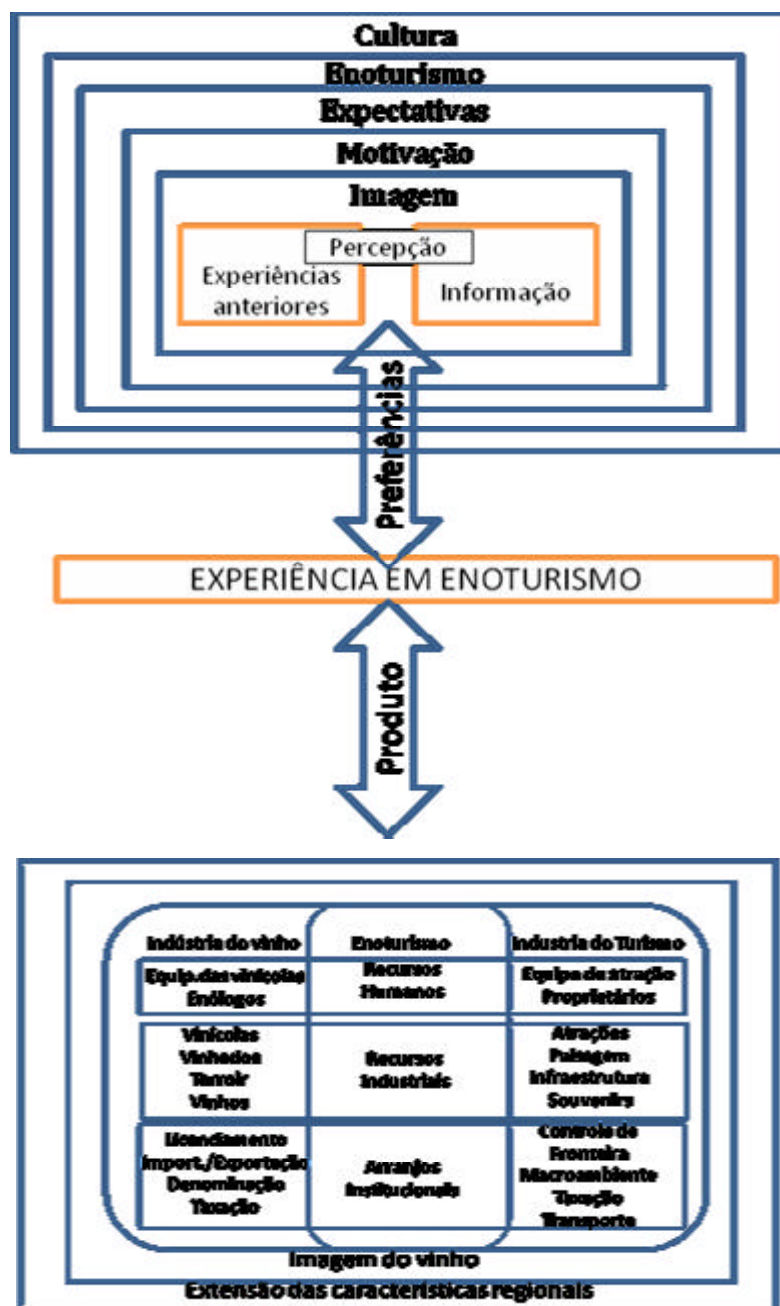 Cultura
Enoturismo
Expectativas
Motivação
Imagem
Percepção
Experiências
anteriores
Informação
Preferências
EXPERIÊNCIA EM ENOTURISMO
Produto
Indústria do vinho
Enoturismo
Industria do Turismo
Equip. das vinícolas
Enólogos
Recursos
Humanos
Equipe de atração
Proprietários
Vinícolas
Vinhedos
Terroir
Vinhos
Recursos
Industriais
Atrações
Paisagem
Infraestrutura
Souvenirs
Licenciamento
Import./Exportação
Denominação
Taxação
Arranjos
Institucionais
Controle de
Fronteira
Macroambiente
Taxação
Transporte
Imagem do vinho
Extensão das características regionais